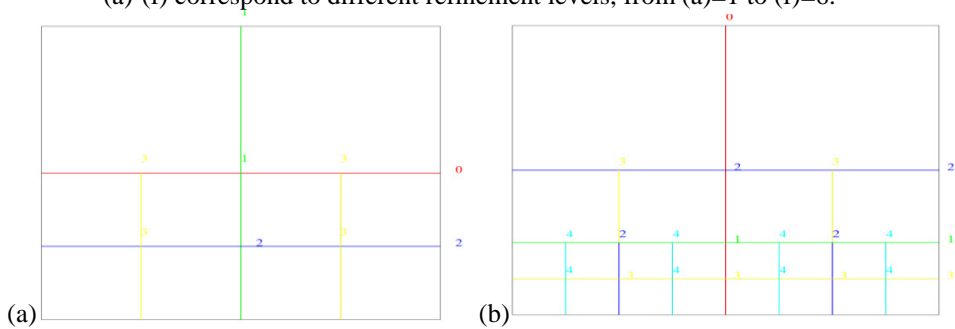 (a)-(f) correspond to different refinement levels, from (a)=1 to (f)=6.
1
3 1 3
0
3 3
2 2
(a)
0
3 2 3 2
4 2 4 4 2 4
1 1
4 3 4 3 4 3 4 3
(b)